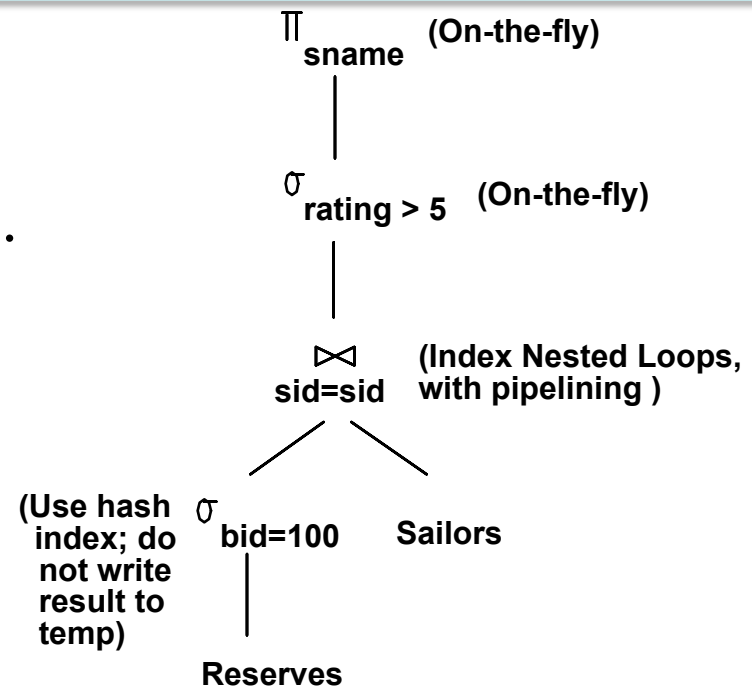 π sname (On-the-fly)
σ rating > 5 (On-the-fly)
.
⋈ (Index Nested Loops,
sid=sid with pipelining )
(Use hash
index; do
not write
result to
temp)
σ bid=100
Sailors
Reserves